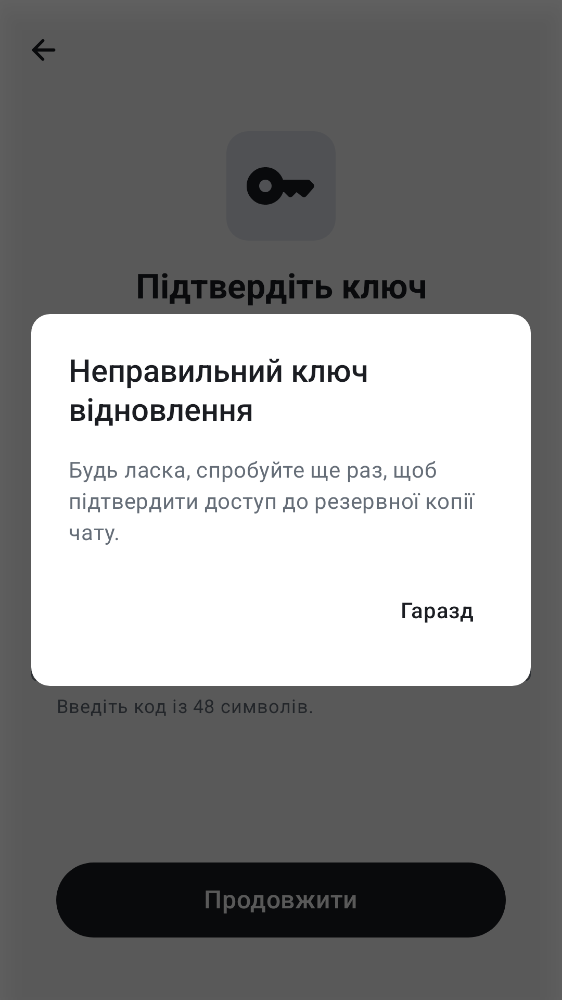 Підтвердіть ключ
Неправильний ключ
відновлення
Будь ласка, спробуйте ще раз, щоб
підтвердити доступ до резервної копії
чату.
Гаразд
Введіть код із 48 символів.
Продовжити